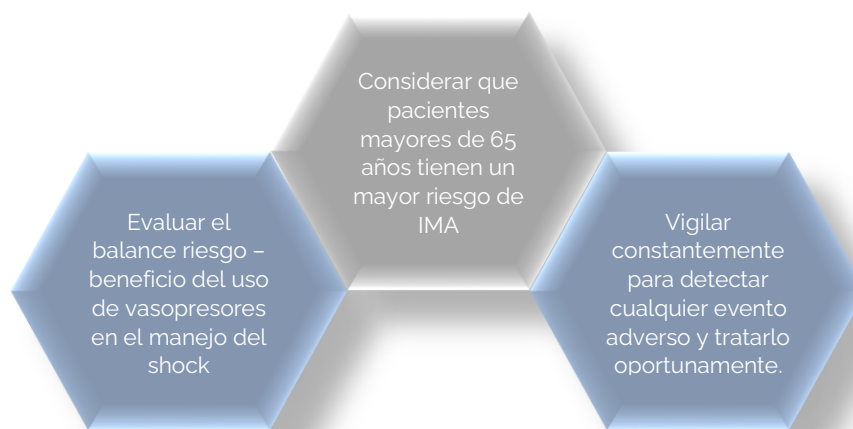 Evaluar el
balance riesgo –
beneficio del uso
de vasopresores
en el manejo del
shock
Considerar que
pacientes
mayores de 65
años tienen un
mayor riesgo de
IMA
Vigilar
constantemente
para detectar
cualquier evento
adverso y tratarlo
oportunamente.